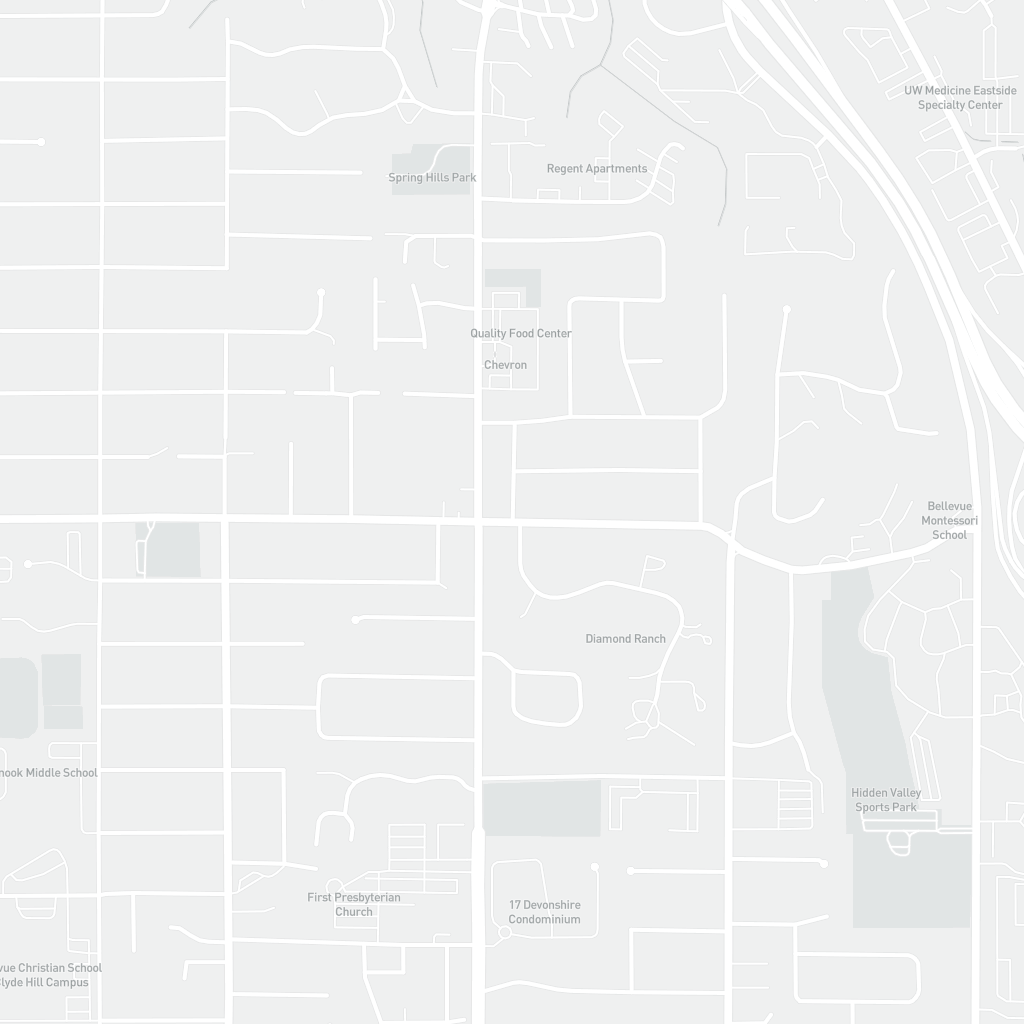 UW Medicine Eastside
Specialty Center
Regent Apartments
Spring Hills Park
Quality Food Center
Chevron
Bellevue
Montessori
School
Diamond Ranch
nook Middle School
Hidden Valley
Sports Park
First Presbyterian
Church
17 Devonshire
Condominium
vue Christian School
lyde Hill Campus